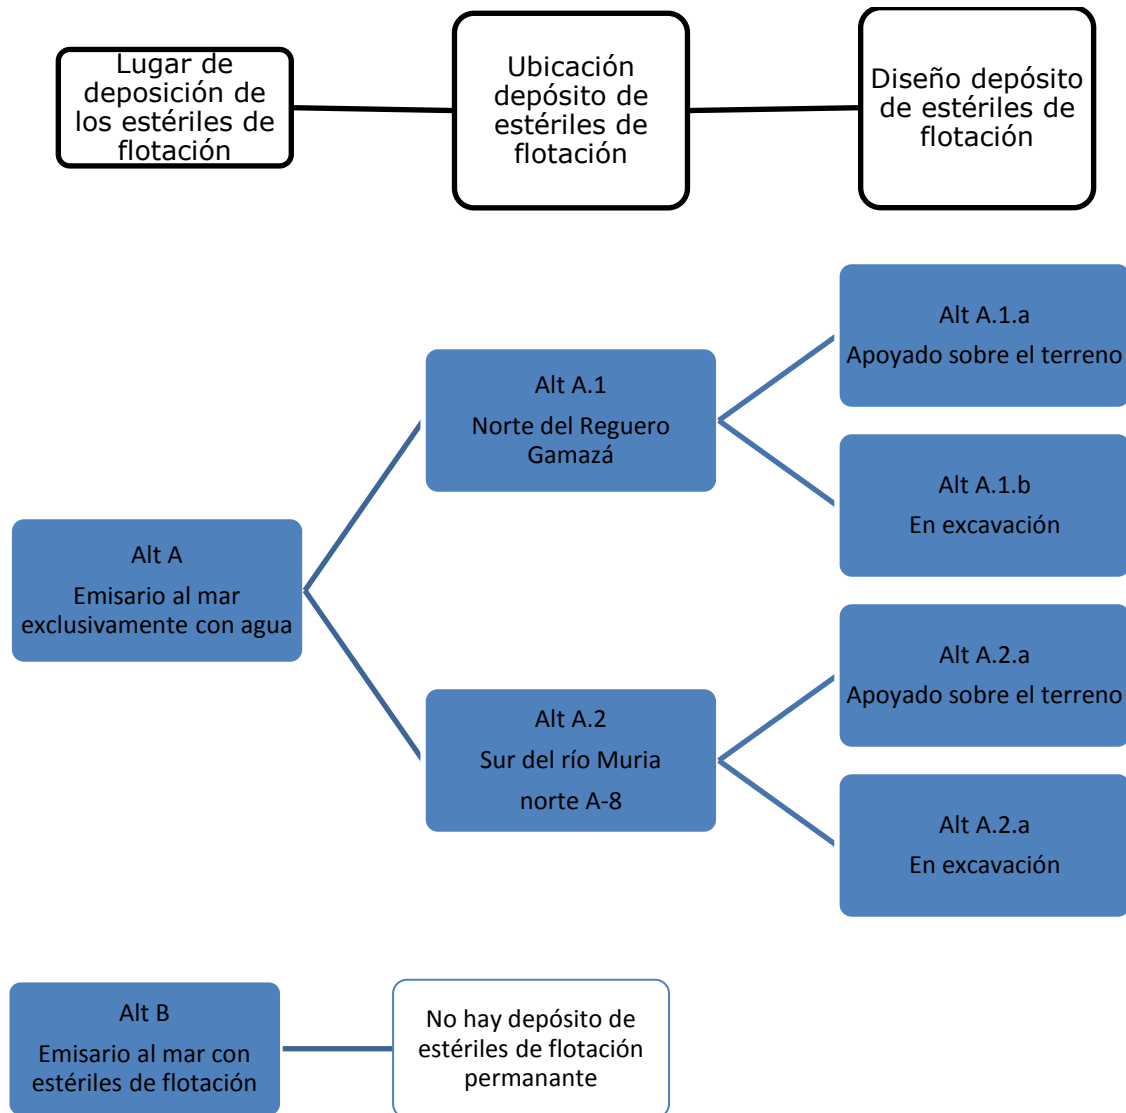 Lugar de
deposición de
los estériles de
flotación
Ubicación
depósito de
estériles de
flotación
Diseño depósito
de estériles de
flotación
Alt A
Emisario al mar
exclusivamente con agua
Alt A.1
Norte del Reguero
Gamazá
Alt A.1.a
Apoyado sobre el terreno
Alt A.1.b
En excavación
Alt A.2
Sur del río Muria
norte A-8
Alt A.2.a
Apoyado sobre el terreno
Alt A.2.a
En excavación
Alt B
Emisario al mar con
estériles de flotación
No hay depósito de
estériles de flotación
permanante